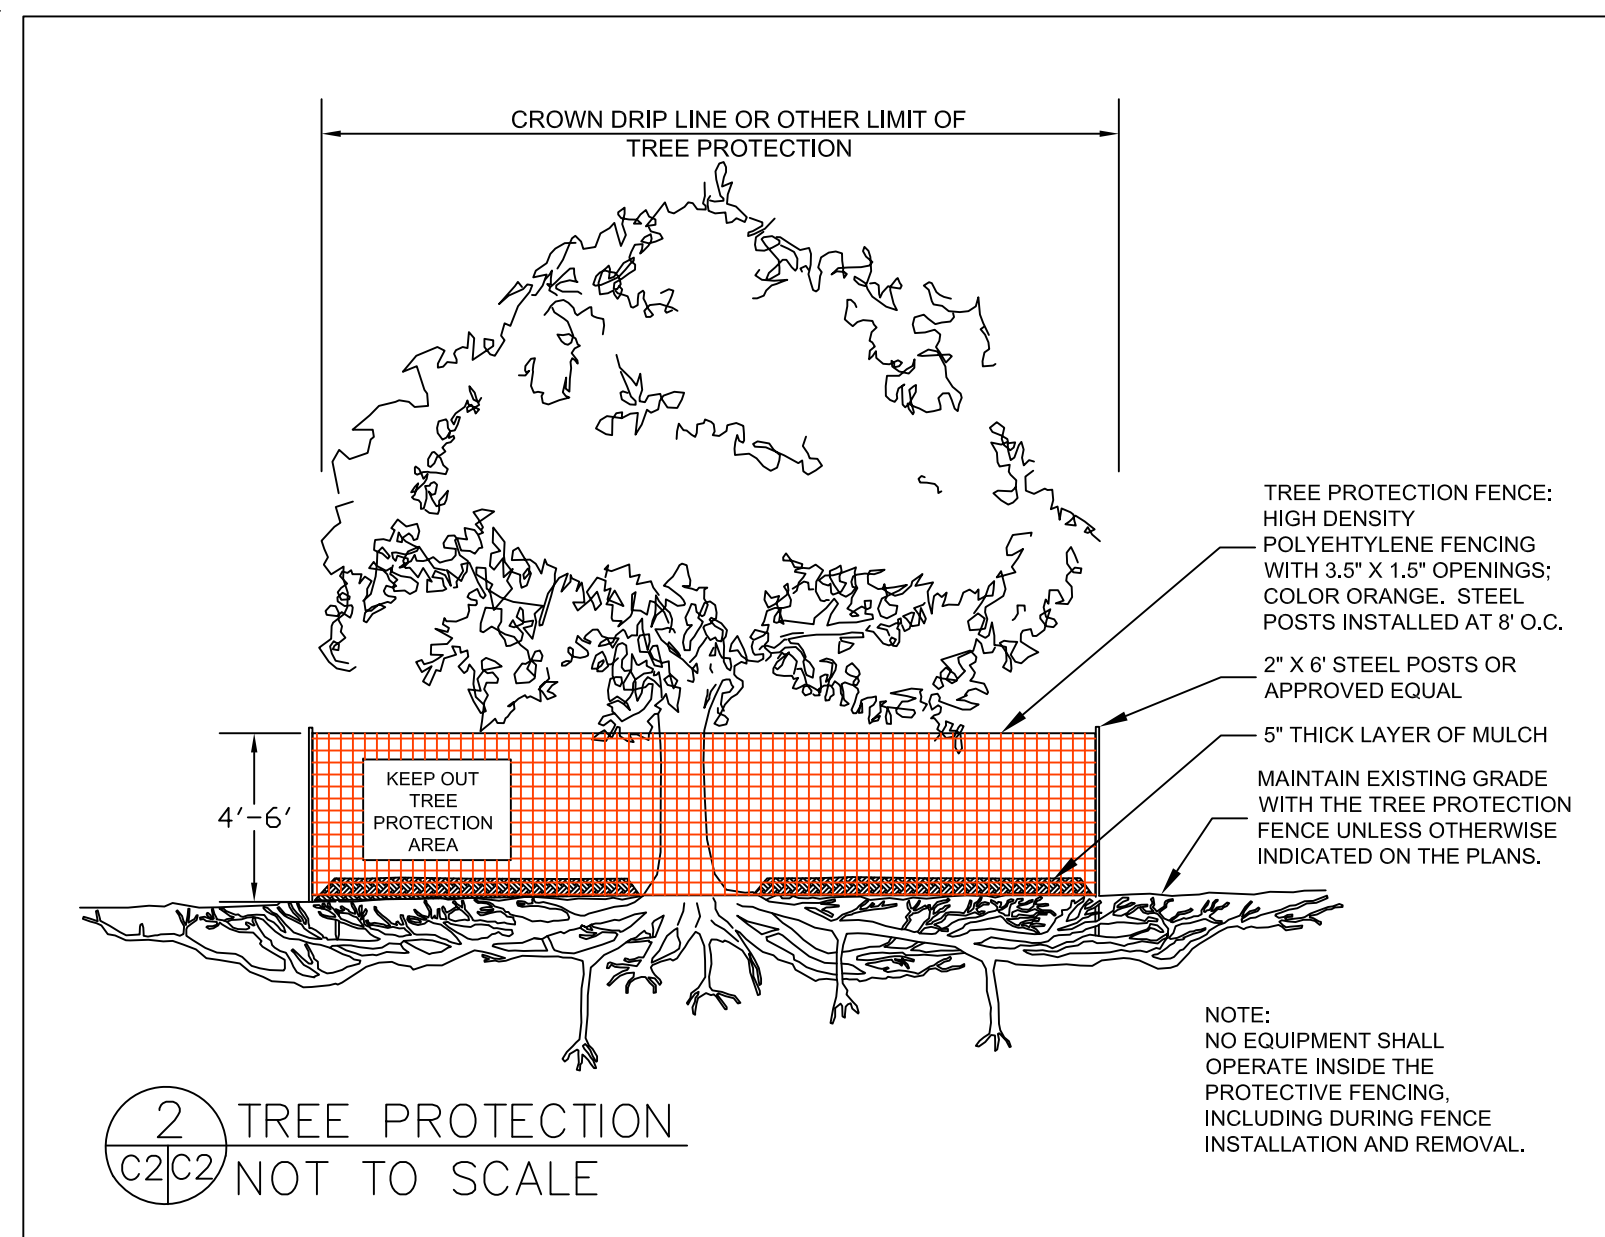 CROWN DRIP LINE OR OTHER LIMIT OF
TREE PROTECTION
TREE PROTECTION FENCE:
HIGH DENSITY
POLYEHTYLENE FENCING
WITH 3.5" X 1.5" OPENINGS;
COLOR ORANGE. STEEL
POSTS INSTALLED AT 8' O.C.
2" X 6' STEEL POSTS OR
APPROVED EQUAL
5" THICK LAYER OF MULCH
MAINTAIN EXISTING GRADE
WITH THE TREE PROTECTION
FENCE UNLESS OTHERWISE
INDICATED ON THE PLANS.
KEEP OUT
TREE
PROTECTION
AREA
4'-6'
NOTE:
NO EQUIPMENT SHALL
OPERATE INSIDE THE
PROTECTIVE FENCING,
INCLUDING DURING FENCE
INSTALLATION AND REMOVAL.
2 TREE PROTECTION
C2 C2 NOT TO SCALE